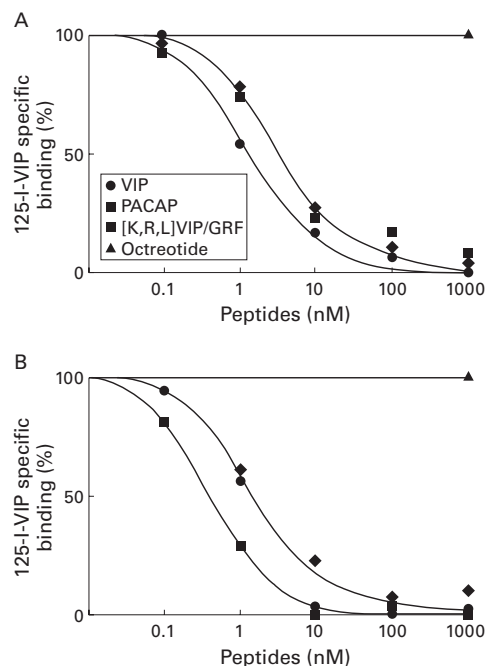 A
125-I-VIP specific
binding (%)
100
50
0
VIP
PACAP
[K,R,L]VIP/GRF
Octreotide
0.1 1 10 100 1000
Peptides (nM)
B
125-I-VIP specific
binding (%)
100
50
0
0.1 1 10 100 1000
Peptides (nM)